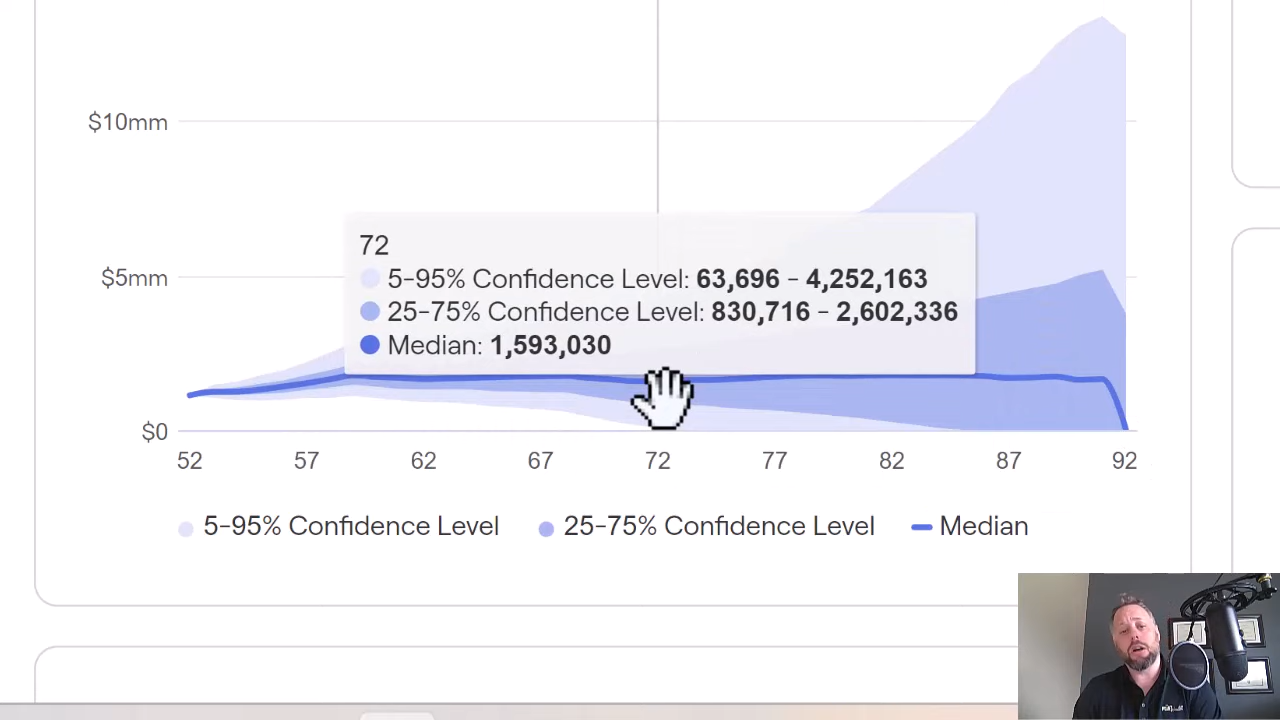 $10mm
$5mm
$0
72
5–95% Confidence Level: 63,696 – 4,252,163
25–75% Confidence Level: 830,716 – 2,602,336
Median: 1,593,030
52 57 62 67 72 77 82 87 92
5–95% Confidence Level 25–75% Confidence Level Median